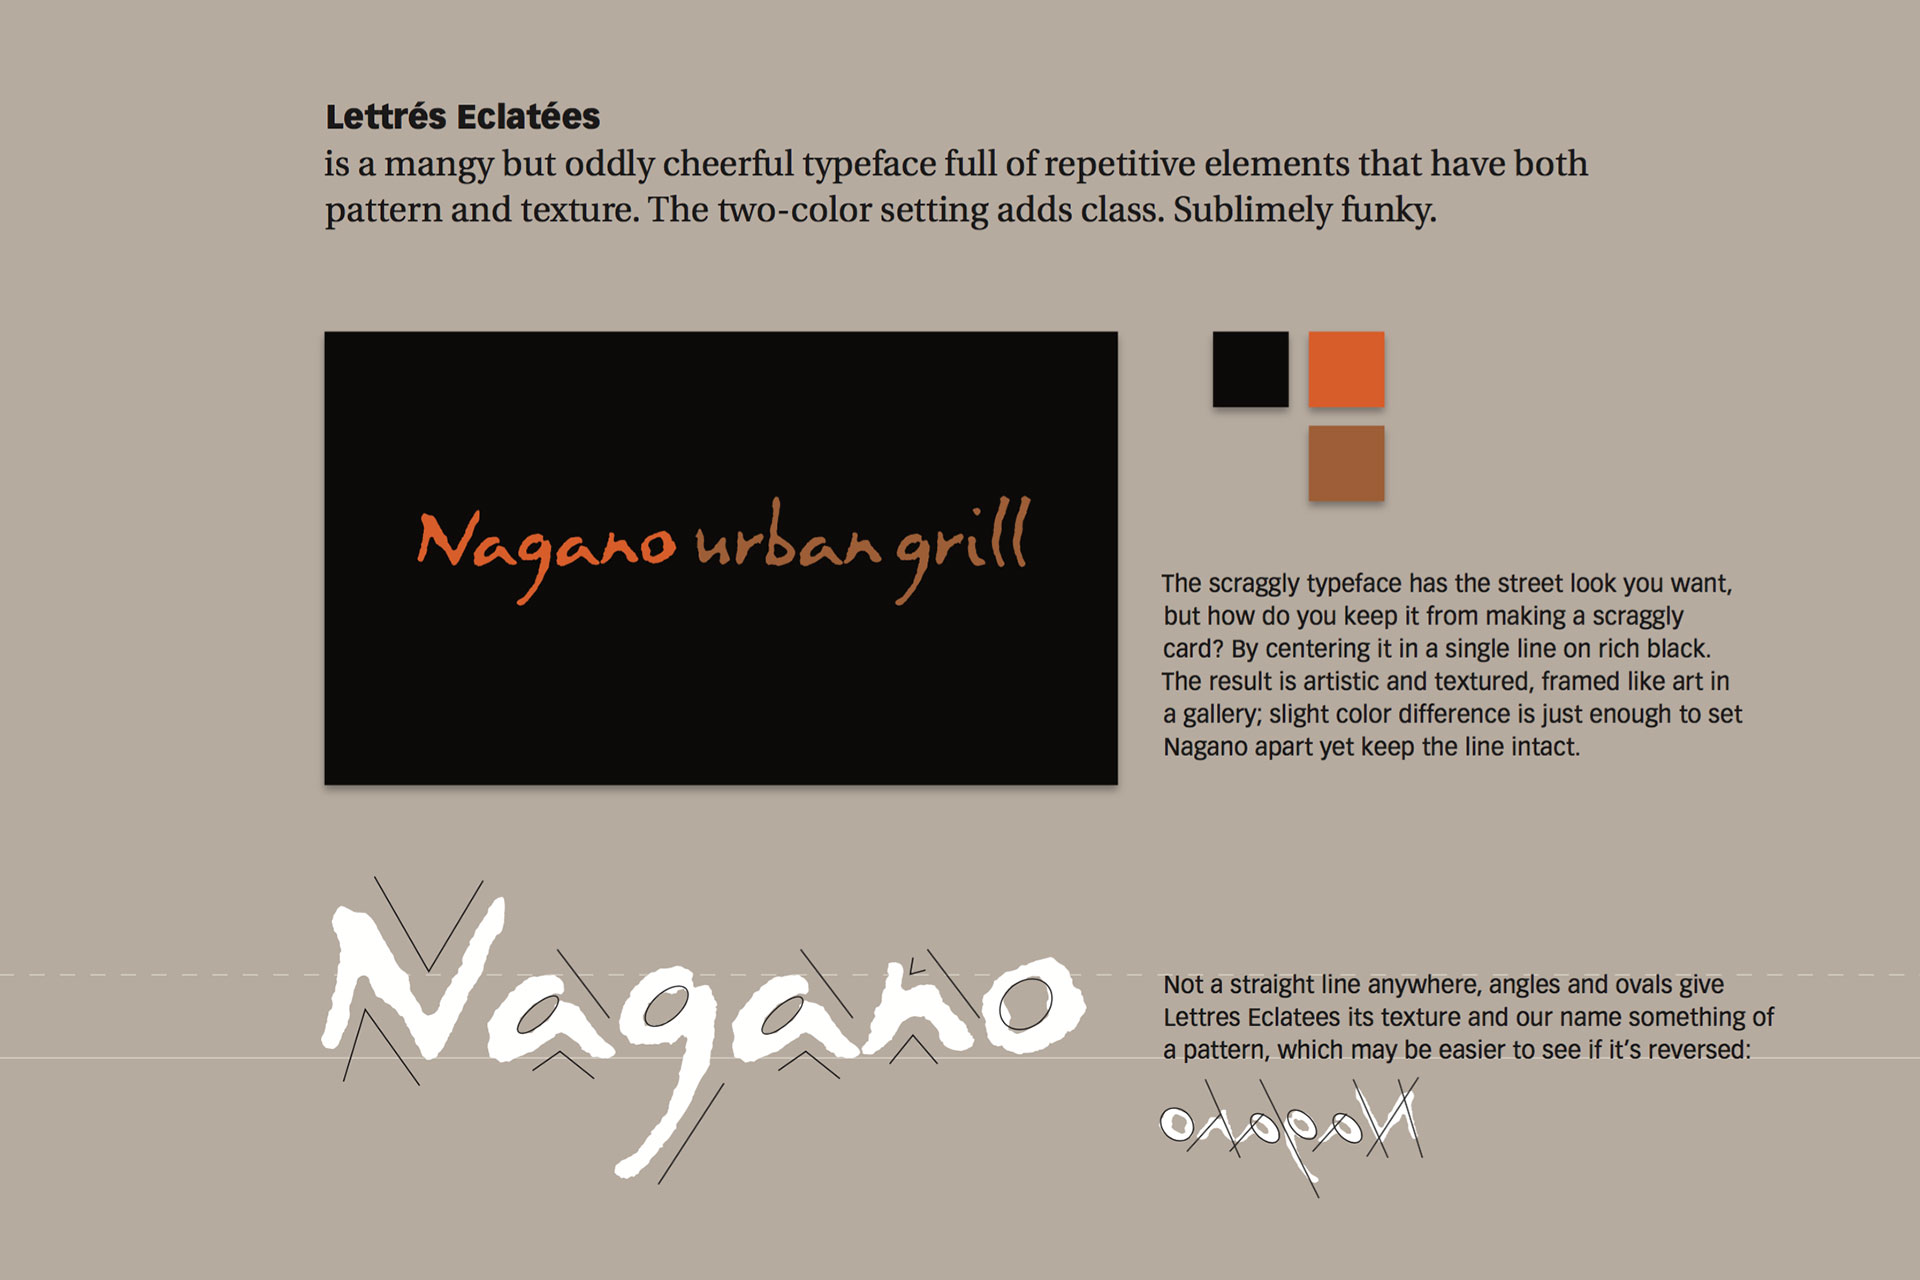 Lettrés Eclatées
is a mangy but oddly cheerful typeface full of repetitive elements that have both
pattern and texture. The two-color setting adds class. Sublimely funky.
Nagano urban grill
The scraggly typeface has the street look you want,
but how do you keep it from making a scraggly
card? By centering it in a single line on rich black.
The result is artistic and textured, framed like art in
a gallery; slight color difference is just enough to set
Nagano apart yet keep the line intact.
Nagano
Not a straight line anywhere, angles and ovals give
Lettres Eclatees its texture and our name something of
a pattern, which may be easier to see if it’s reversed:
Nagano